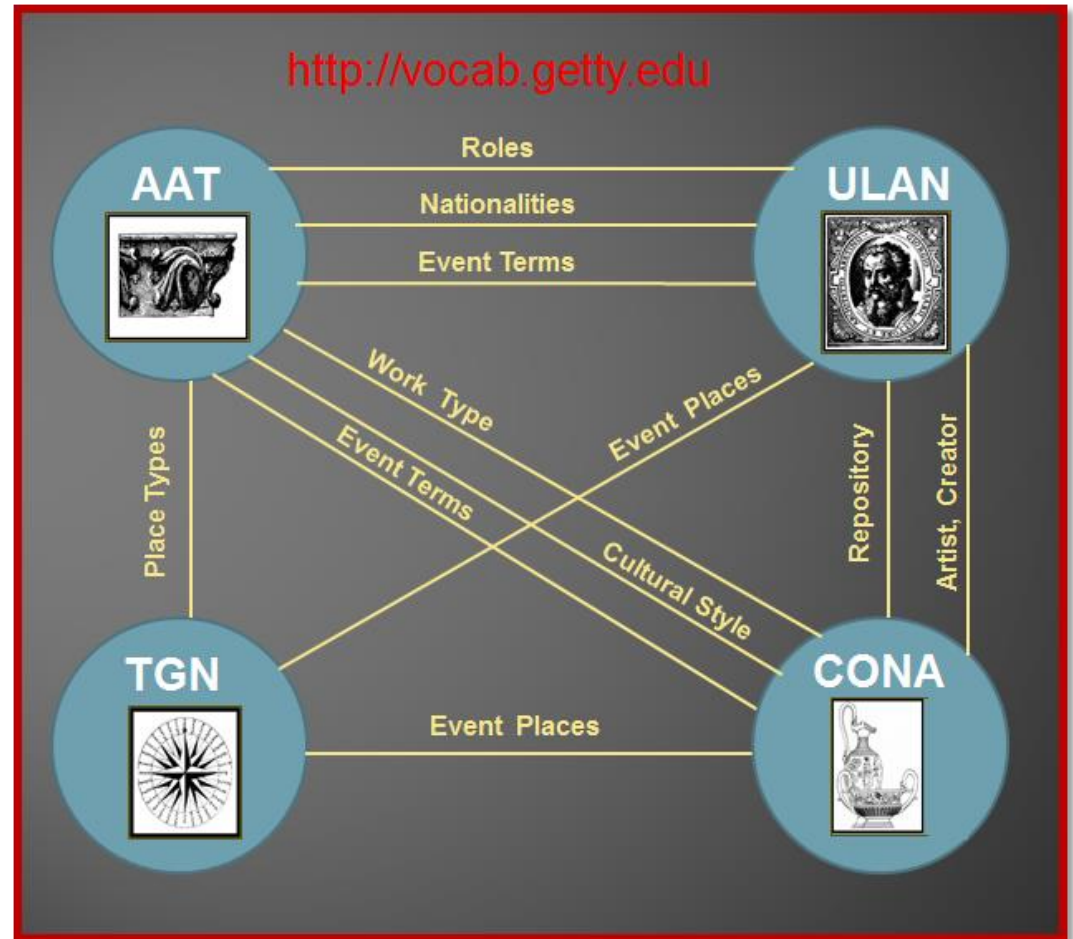 http://vocab.getty.edu
Roles
AAT
ULAN
Nationalities
Event Terms
Work Type
Event Places
Event Terms
Place Types
Repository
Artist, Creator
Cultural Style
TGN
CONA
Event Places